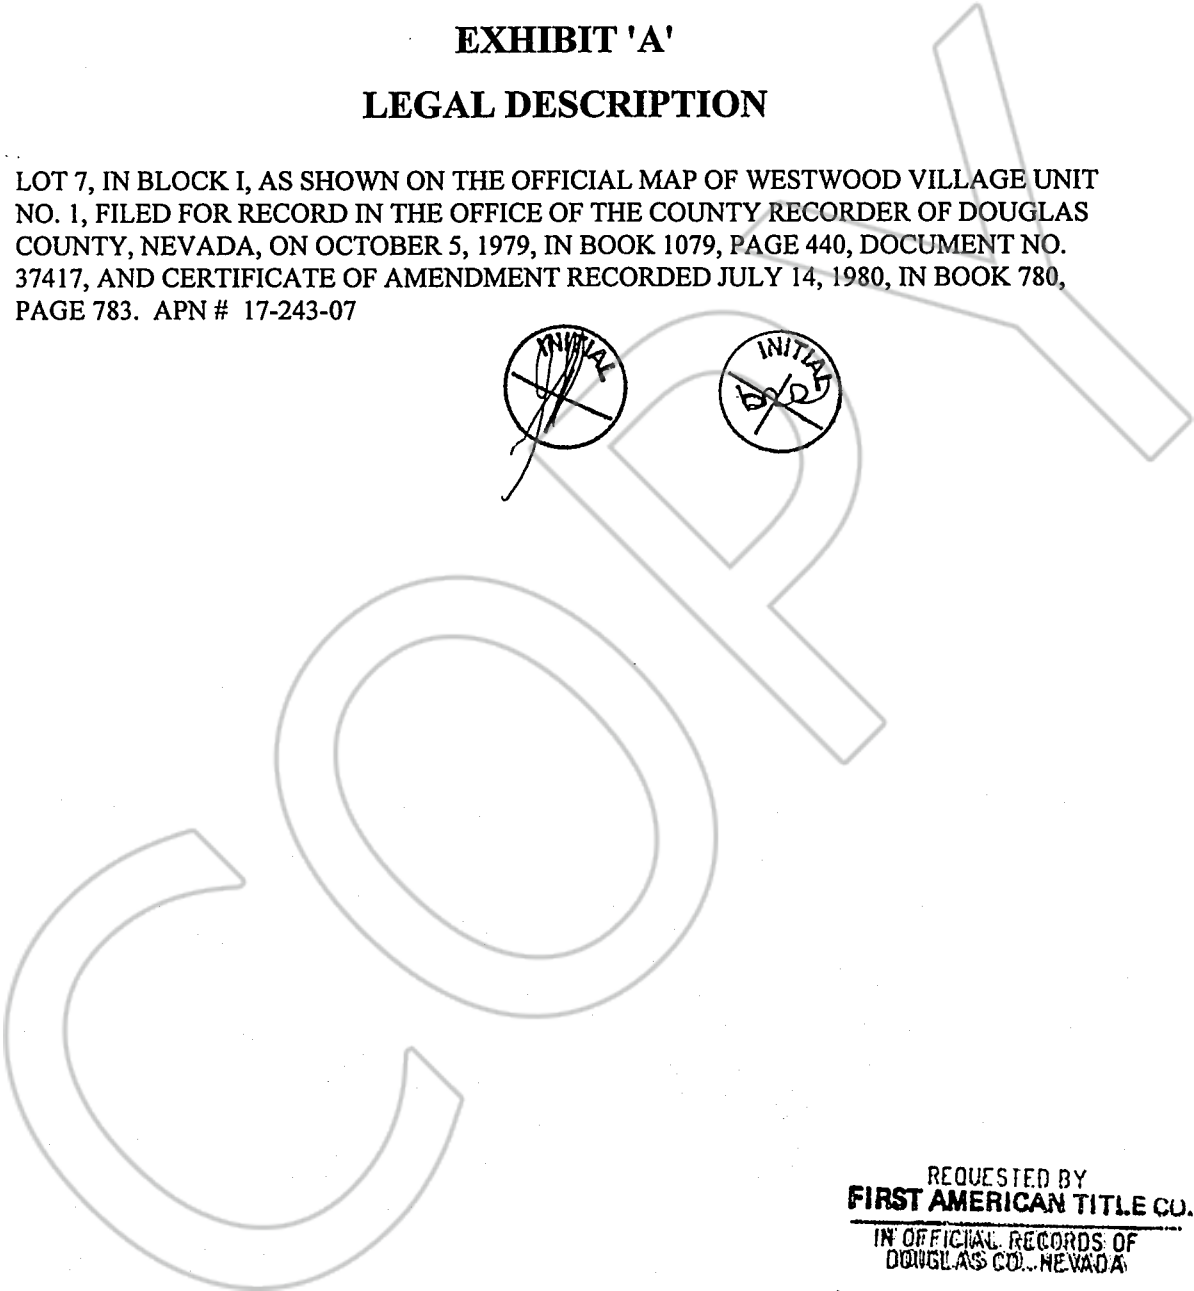 EXHIBIT 'A'
LEGAL DESCRIPTION
LOT 7, IN BLOCK I, AS SHOWN ON THE OFFICIAL MAP OF WESTWOOD VILLAGE UNIT
NO. 1, FILED FOR RECORD IN THE OFFICE OF THE COUNTY RECORDER OF DOUGLAS
COUNTY, NEVADA, ON OCTOBER 5, 1979, IN BOOK 1079, PAGE 440, DOCUMENT NO.
37417, AND CERTIFICATE OF AMENDMENT RECORDED JULY 14, 1980, IN BOOK 780,
PAGE 783. APN # 17-243-07
INITIAL
INITIAL
COPY
REQUESTED BY
FIRST AMERICAN TITLE CO.
IN OFFICIAL RECORDS OF
DOUGLAS CO., NEVADA